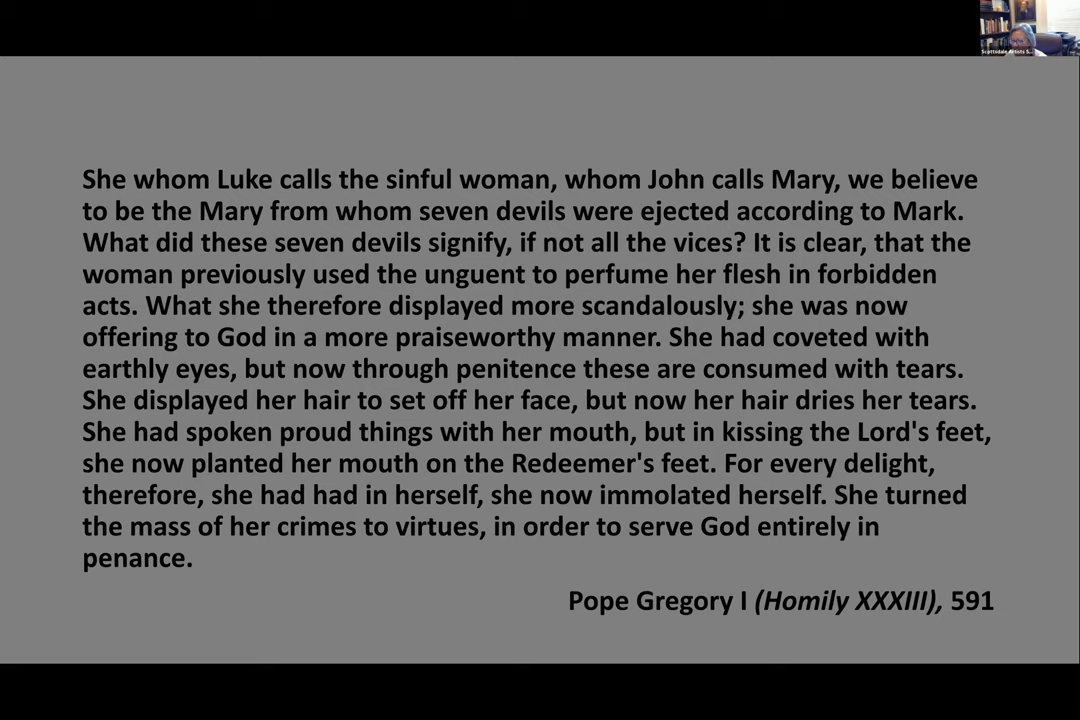 Scottsdale Artists S...
She whom Luke calls the sinful woman, whom John calls Mary, we believe
to be the Mary from whom seven devils were ejected according to Mark.
What did these seven devils signify, if not all the vices? It is clear, that the
woman previously used the unguent to perfume her flesh in forbidden
acts. What she therefore displayed more scandalously; she was now
offering to God in a more praiseworthy manner. She had coveted with
earthly eyes, but now through penitence these are consumed with tears.
She displayed her hair to set off her face, but now her hair dries her tears.
She had spoken proud things with her mouth, but in kissing the Lord's feet,
she now planted her mouth on the Redeemer's feet. For every delight,
therefore, she had had in herself, she now immolated herself. She turned
the mass of her crimes to virtues, in order to serve God entirely in
penance.
Pope Gregory I (Homily XXXIII), 591